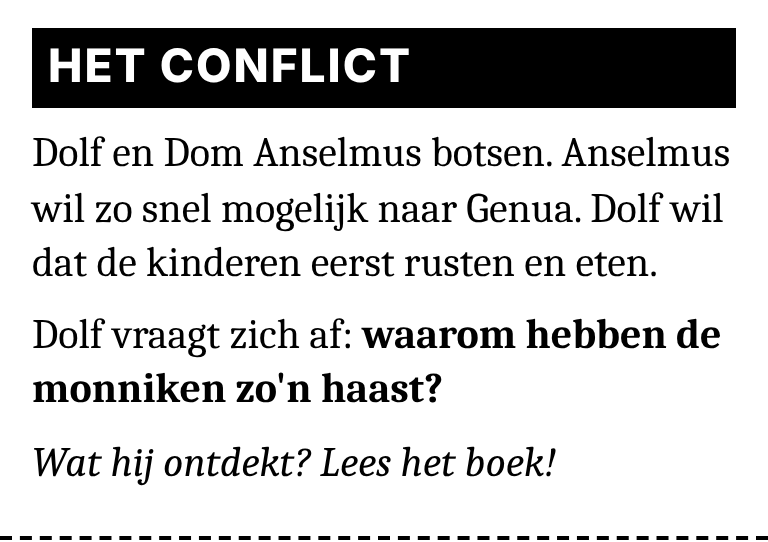 HET CONFLICT
Dolf en Dom Anselmus botsen. Anselmus
wil zo snel mogelijk naar Genua. Dolf wil
dat de kinderen eerst rusten en eten.
Dolf vraagt zich af: waarom hebben de
monniken zo'n haast?
Wat hij ontdekt? Lees het boek!